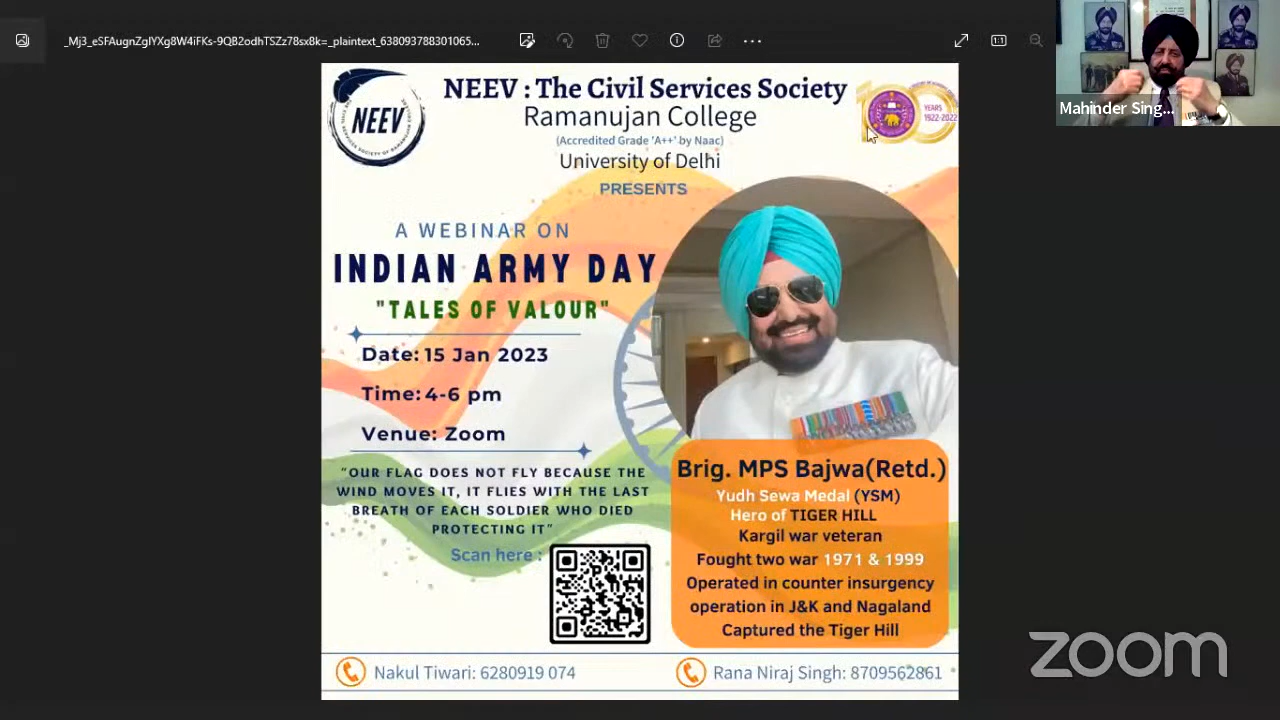 _Mj3_eSFAugnZglYXg8W4iFKs-9QB2odhTSZz78sx8k=_plaintext_638093788301065...
Mahinder Sing...
NEEV
NEEV : The Civil Services Society
Ramanujan College
(Accredited Grade 'A++' by Naac)
University of Delhi
PRESENTS
YEARS
1922-2022
A WEBINAR ON
INDIAN ARMY DAY
"TALES OF VALOUR"
Date: 15 Jan 2023
Time: 4-6 pm
Venue: Zoom
"OUR FLAG DOES NOT FLY BECAUSE THE
WIND MOVES IT, IT FLIES WITH THE LAST
BREATH OF EACH SOLDIER WHO DIED
PROTECTING IT"
Scan here :
Brig. MPS Bajwa(Retd.)
Yudh Sewa Medal (YSM)
Hero of TIGER HILL
Kargil war veteran
Fought two war 1971 & 1999
Operated in counter insurgency
operation in J&K and Nagaland
Captured the Tiger Hill
Nakul Tiwari: 6280919 074
Rana Niraj Singh: 8709562861
zoom